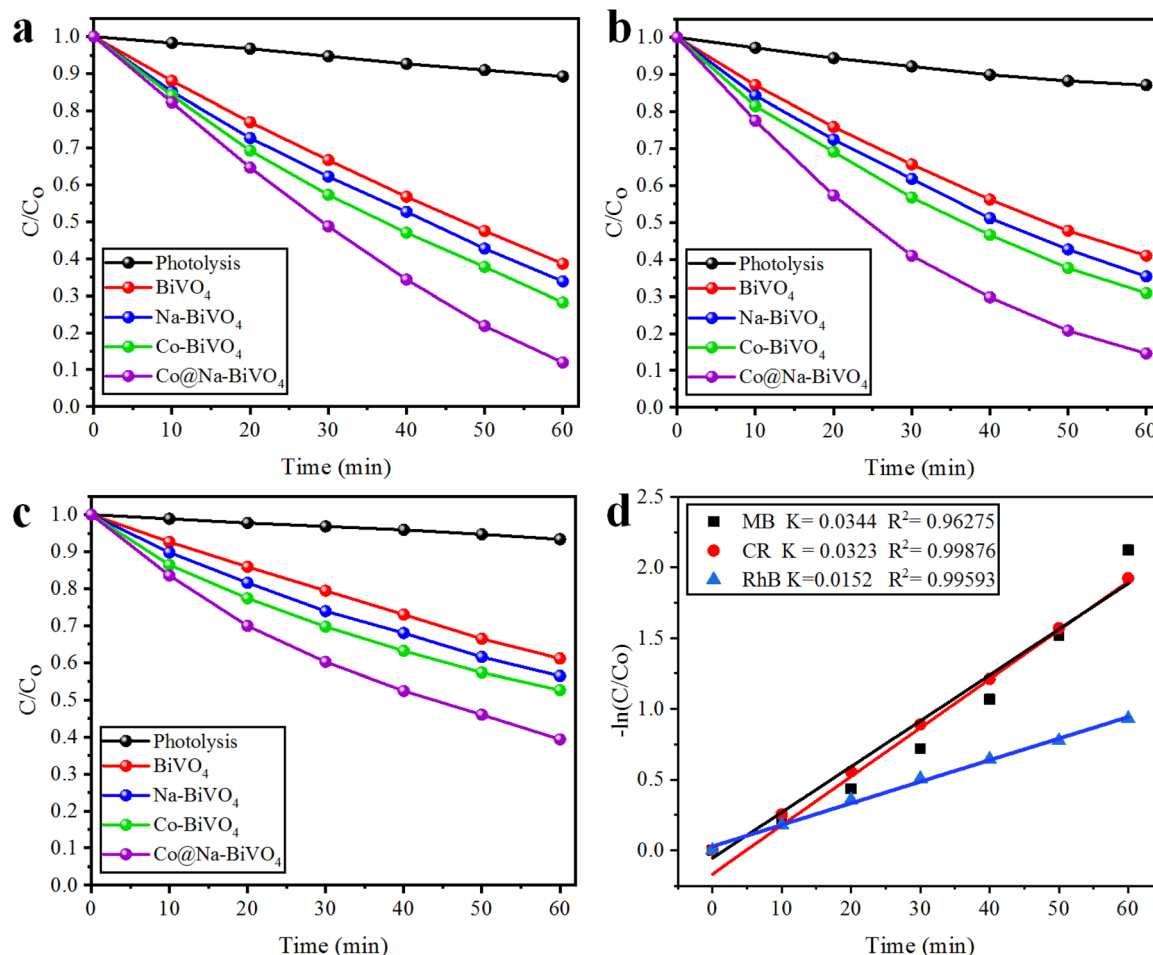 a
C/C₀
1.0
0.9
0.8
0.7
0.6
0.5
0.4
0.3
0.2
0.1
0.0
Photolysis
BiVO₄
Na-BiVO₄
Co-BiVO₄
Co@Na-BiVO₄
0 10 20 30 40 50 60
Time (min)
b
C/C₀
1.0
0.9
0.8
0.7
0.6
0.5
0.4
0.3
0.2
0.1
0.0
Photolysis
BiVO₄
Na-BiVO₄
Co-BiVO₄
Co@Na-BiVO₄
0 10 20 30 40 50 60
Time (min)
c
C/C₀
1.0
0.9
0.8
0.7
0.6
0.5
0.4
0.3
0.2
0.1
0.0
Photolysis
BiVO₄
Na-BiVO₄
Co-BiVO₄
Co@Na-BiVO₄
0 10 20 30 40 50 60
Time (min)
d
-ln(C/Co)
2.5
2.0
1.5
1.0
0.5
0.0
MB K= 0.0344 R²= 0.96275
CR K= 0.0323 R²= 0.99876
RhB K=0.0152 R²= 0.99593
0 10 20 30 40 50 60
Time (min)